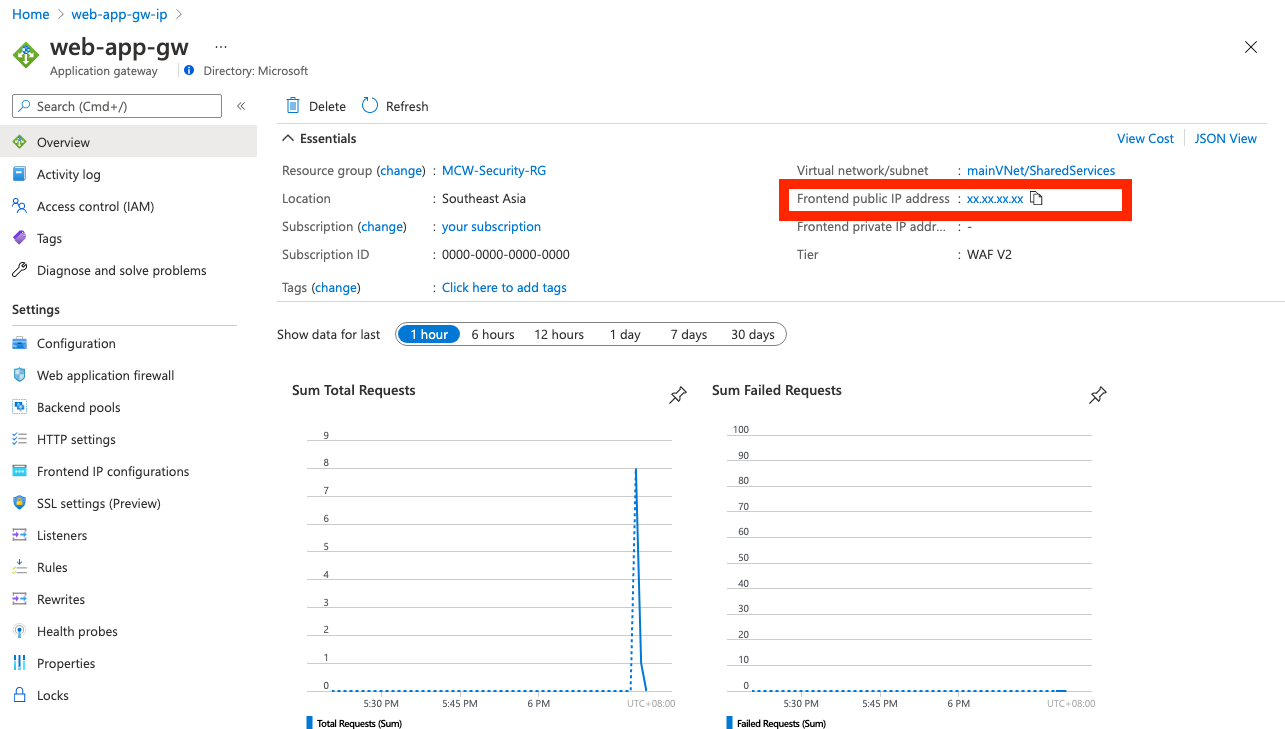 Home > web-app-gw-ip >
web-app-gw ...
Application gateway
Directory: Microsoft
Search (Cmd+/)
«
Overview
Activity log
Access control (IAM)
Tags
Diagnose and solve problems
Settings
Configuration
Web application firewall
Backend pools
HTTP settings
Frontend IP configurations
SSL settings (Preview)
Listeners
Rules
Rewrites
Health probes
Properties
Locks
Delete Refresh
Essentials
View Cost JSON View
Resource group (change) : MCW-Security-RG
Location : Southeast Asia
Subscription (change) : your subscription
Subscription ID : 0000-0000-0000-0000
Tags (change) : Click here to add tags
Virtual network/subnet : mainVNet/SharedServices
Frontend public IP address : xx.xx.xx.xx
Frontend private IP addr... : -
Tier : WAF V2
Show data for last 1 hour 6 hours 12 hours 1 day 7 days 30 days
Sum Total Requests
9
8
7
6
5
4
3
2
1
0
5:30 PM 5:45 PM 6 PM UTC+08:00
Total Requests (Sum)
Sum Failed Requests
100
90
80
70
60
50
40
30
20
10
0
5:30 PM 5:45 PM 6 PM UTC+08:00
Failed Requests (Sum)